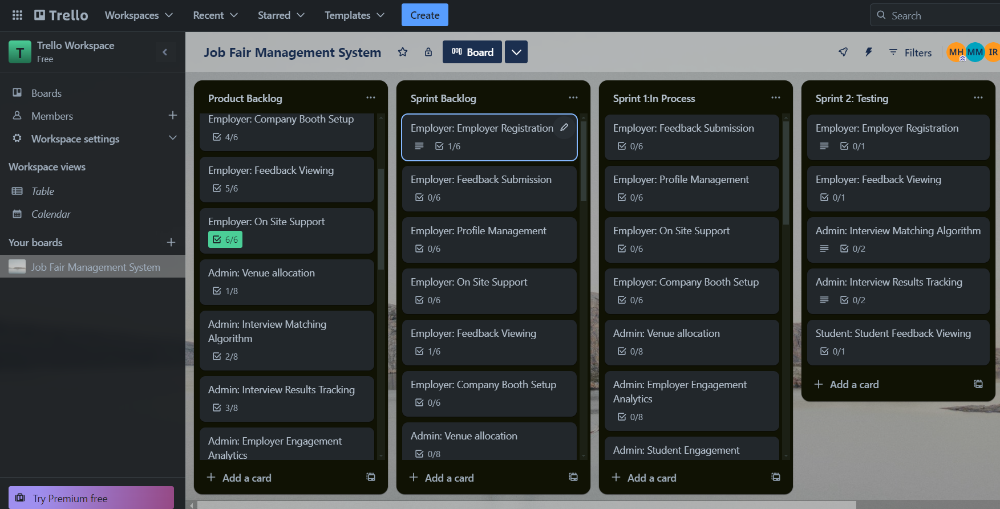 Trello
Workspaces
Recent
Starred
Templates
Create
Search
T
Trello Workspace
Free
Boards
Members
Workspace settings
Workspace views
Table
Calendar
Your boards
Job Fair Management System
Try Premium free
Job Fair Management System
Board
Filters
MH
MM
IR
Product Backlog
Employer: Company Booth Setup
4/6
Employer: Feedback Viewing
5/6
Employer: On Site Support
6/6
Admin: Venue allocation
1/8
Admin: Interview Matching
Algorithm
2/8
Admin: Interview Results Tracking
3/8
Admin: Employer Engagement
Analytics
Add a card
Sprint Backlog
Employer: Employer Registration
1/6
Employer: Feedback Submission
0/6
Employer: Profile Management
0/6
Employer: On Site Support
0/6
Employer: Feedback Viewing
1/6
Employer: Company Booth Setup
0/6
Admin: Venue allocation
0/8
Add a card
Sprint 1:In Process
Employer: Feedback Submission
0/6
Employer: Profile Management
0/6
Employer: On Site Support
0/6
Employer: Company Booth Setup
0/6
Admin: Venue allocation
0/8
Admin: Employer Engagement
Analytics
0/8
Admin: Student Engagement
Add a card
Sprint 2: Testing
Employer: Employer Registration
0/1
Employer: Feedback Viewing
0/1
Admin: Interview Matching Algorithm
0/2
Admin: Interview Results Tracking
0/2
Student: Student Feedback Viewing
0/1
Add a card